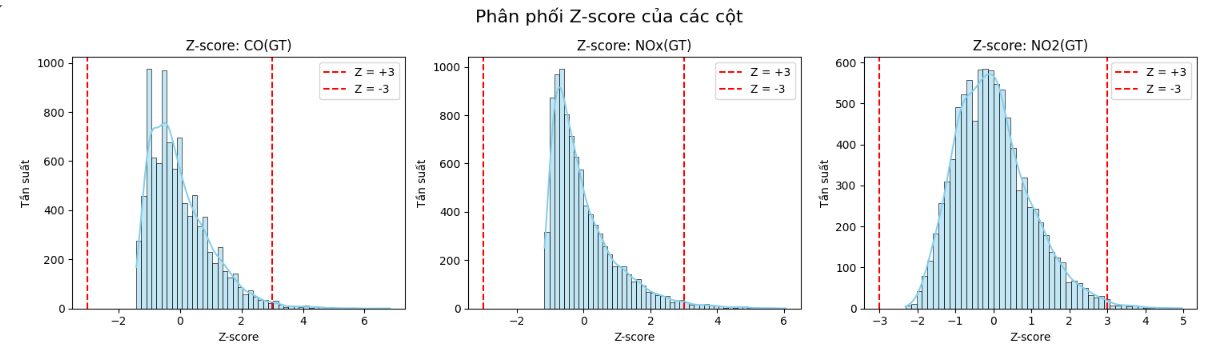 Phân phối Z-score của các cột
Z-score: CO(GT)
1000
800
600
400
200
0
Tần suất
Z = +3
Z = -3
−2
0
2
4
6
Z-score
Z-score: NOx(GT)
1000
800
600
400
200
0
Tần suất
Z = +3
Z = -3
−2
0
2
4
6
Z-score
Z-score: NO2(GT)
600
500
400
300
200
100
0
Tần suất
Z = +3
Z = -3
−3
−2
−1
0
1
2
3
4
5
Z-score